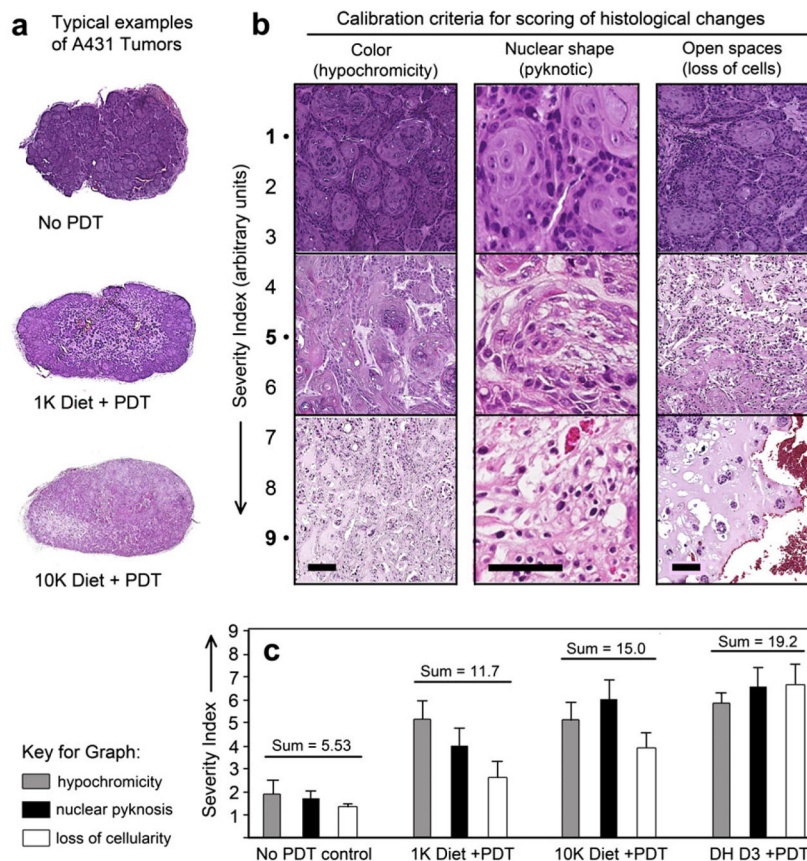 a
Typical examples
of A431 Tumors
No PDT
1K Diet + PDT
10K Diet + PDT
b
Calibration criteria for scoring of histological changes
Color
(hypochromicity)
Nuclear shape
(pyknotic)
Open spaces
(loss of cells)
Severity Index (arbitrary units)
1 •
2
3
4
5 •
6
7
8
9 •
c
Severity Index
9
8
7
6
5
4
3
2
1
Sum = 5.53
Sum = 11.7
Sum = 15.0
Sum = 19.2
No PDT control
1K Diet +PDT
10K Diet +PDT
DH D3 +PDT
Key for Graph:
hypochromicity
nuclear pyknosis
loss of cellularity